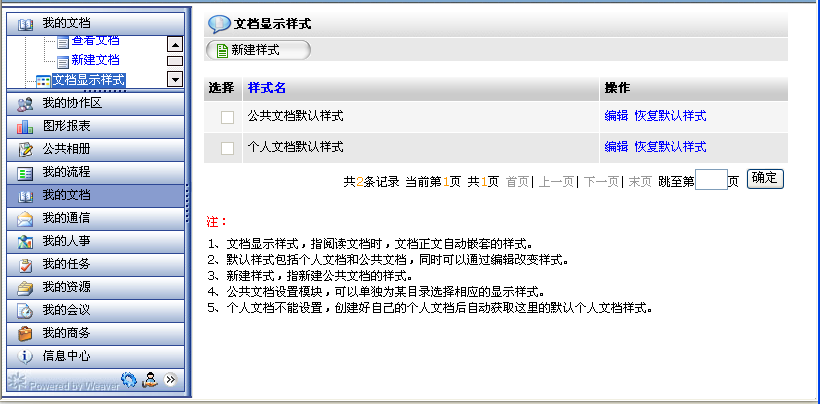 我的文档
查看文档
新建文档
文档显示样式
我的协作区
图形报表
公共相册
我的流程
我的文档
我的通信
我的人事
我的任务
我的资源
我的会议
我的商务
信息中心
Powered by Weaver
文档显示样式
新建样式
选择 样式名 操作
公共文档默认样式 编辑 恢复默认样式
个人文档默认样式 编辑 恢复默认样式
共2条记录 当前第1页 共1页 首页| 上一页| 下一页| 末页 跳至第 页 确定
注：
1、文档显示样式，指阅读文档时，文档正文自动嵌套的样式。
2、默认样式包括个人文档和公共文档，同时可以通过编辑改变样式。
3、新建样式，指新建公共文档的样式。
4、公共文档设置模块，可以单独为某目录选择相应的显示样式。
5、个人文档不能设置，创建好自己的个人文档后自动获取这里的默认个人文档样式。